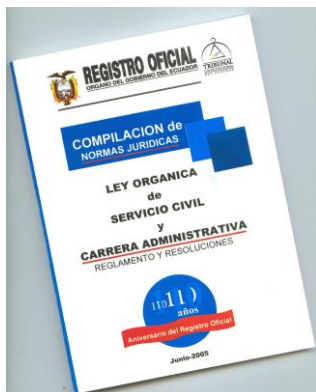 REGISTRO OFICIAL
ORGANO DEL GOBIERNO DEL ECUADOR
TRIBUNAL
COMPILACION de
NORMAS JURIDICAS
LEY ORGANICA
de
SERVICIO CIVIL
y
CARRERA ADMINISTRATIVA
REGLAMENTO Y RESOLUCIONES
años
Aniversario del Registro Oficial
Junio-2005